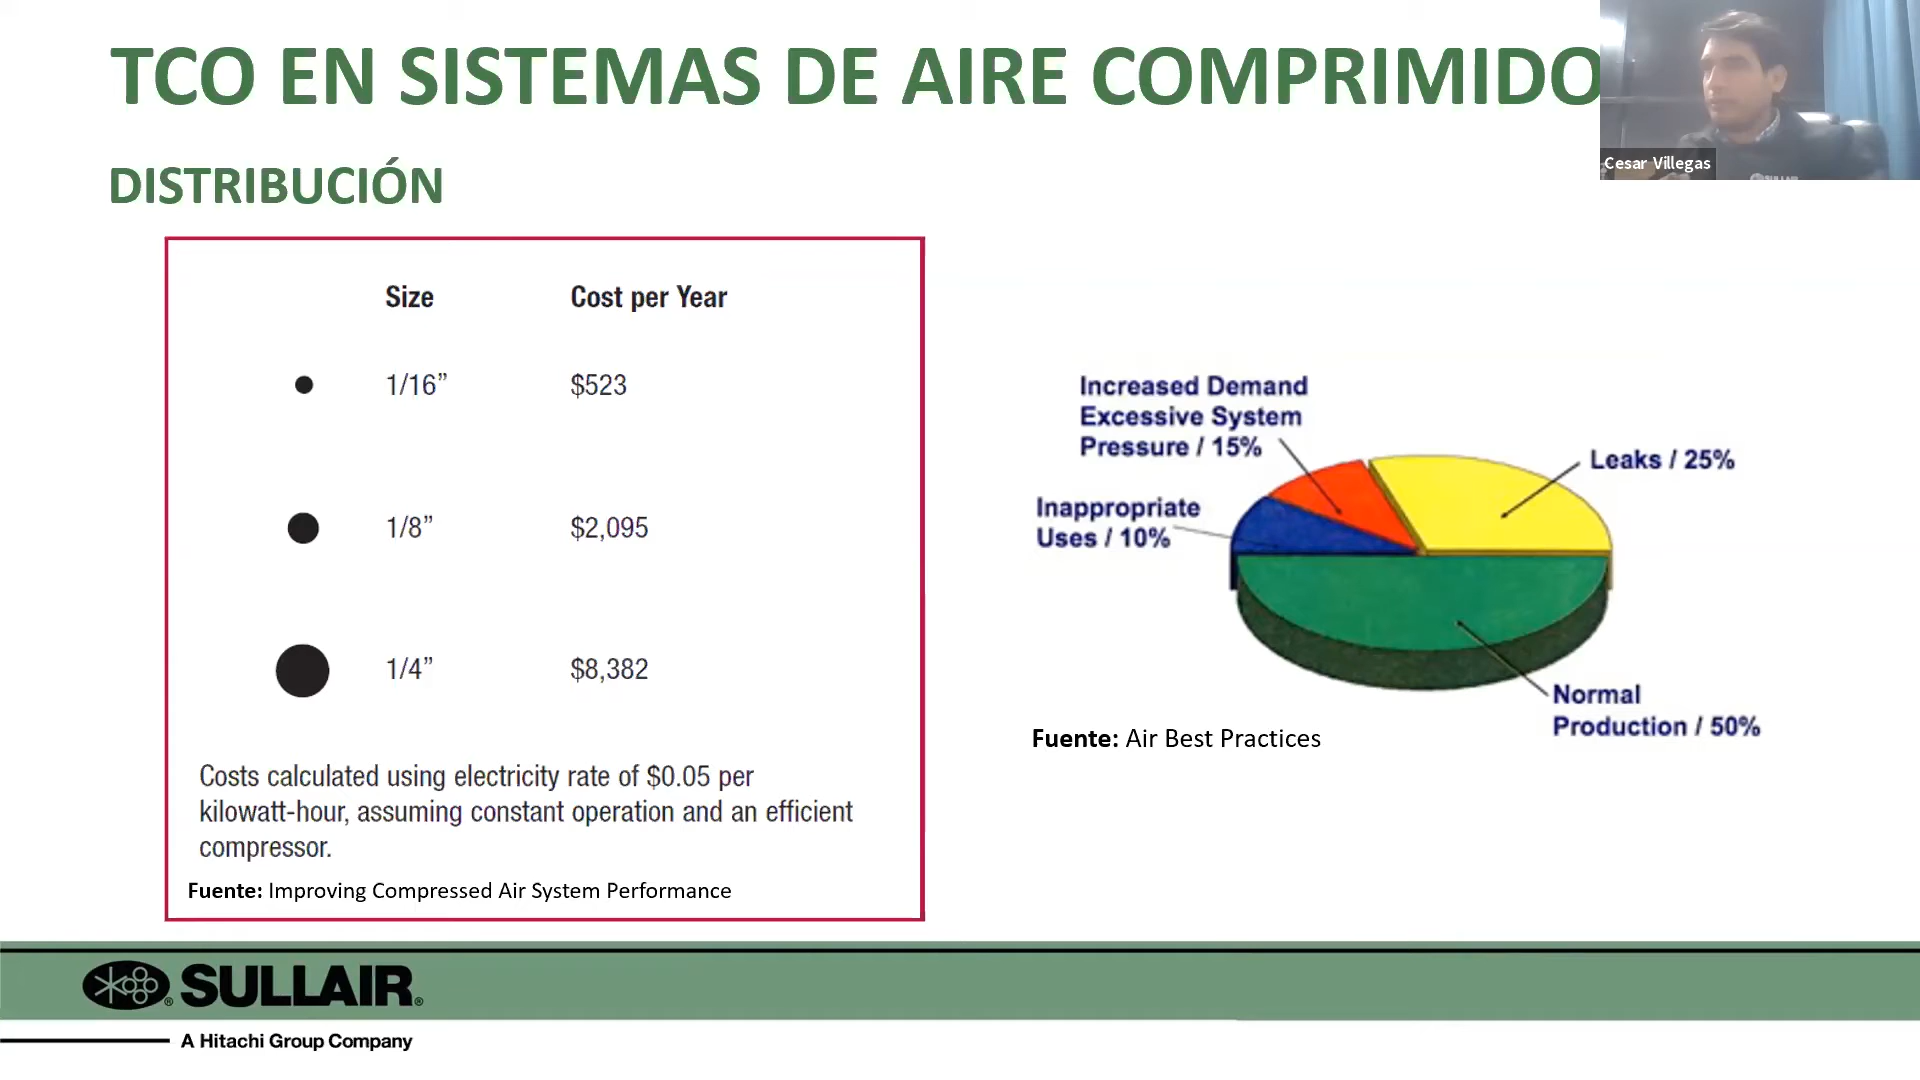 TCO EN SISTEMAS DE AIRE COMPRIMIDO
Cesar Villegas
DISTRIBUCIÓN
Size Cost per Year
1/16” $523
1/8” $2,095
1/4” $8,382
Costs calculated using electricity rate of $0.05 per
kilowatt-hour, assuming constant operation and an efficient
compressor.
Fuente: Improving Compressed Air System Performance
Increased Demand
Excessive System
Pressure / 15%
Leaks / 25%
Inappropriate
Uses / 10%
Normal
Production / 50%
Fuente: Air Best Practices
SULLAIR®
A Hitachi Group Company
SULLAIR